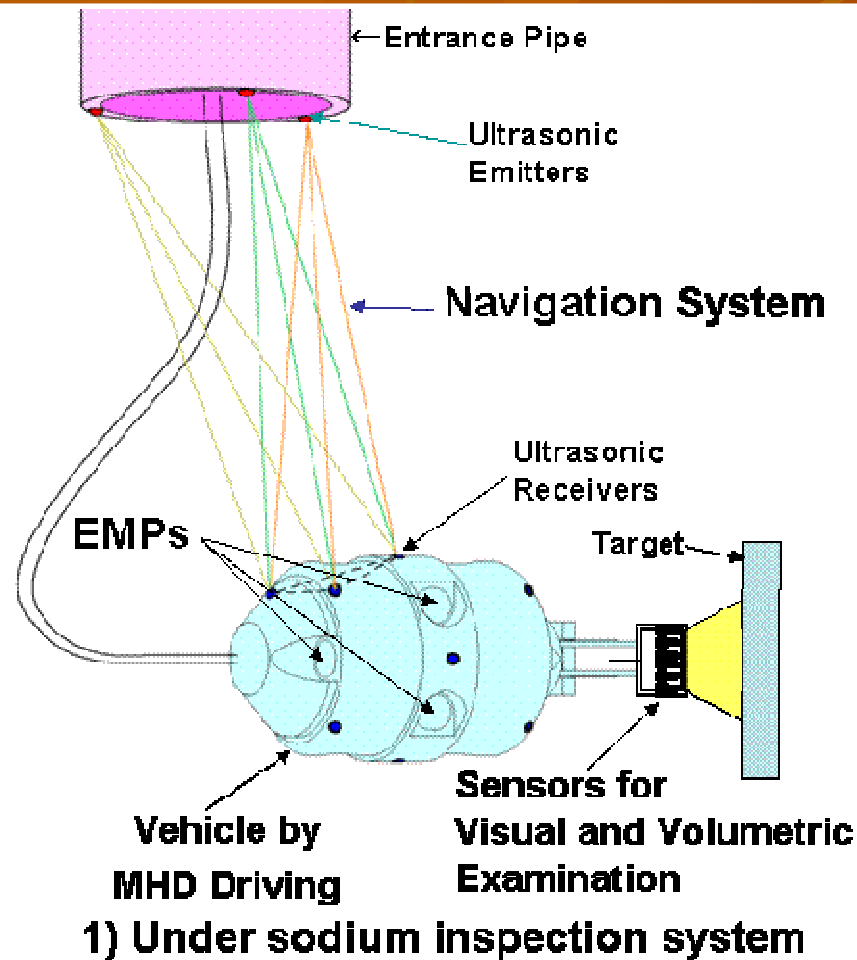 Entrance Pipe
Ultrasonic
Emitters
Navigation System
Ultrasonic
Receivers
EMPs
Target
Sensors for
Visual and Volumetric
Examination
Vehicle by
MHD Driving
1) Under sodium inspection system